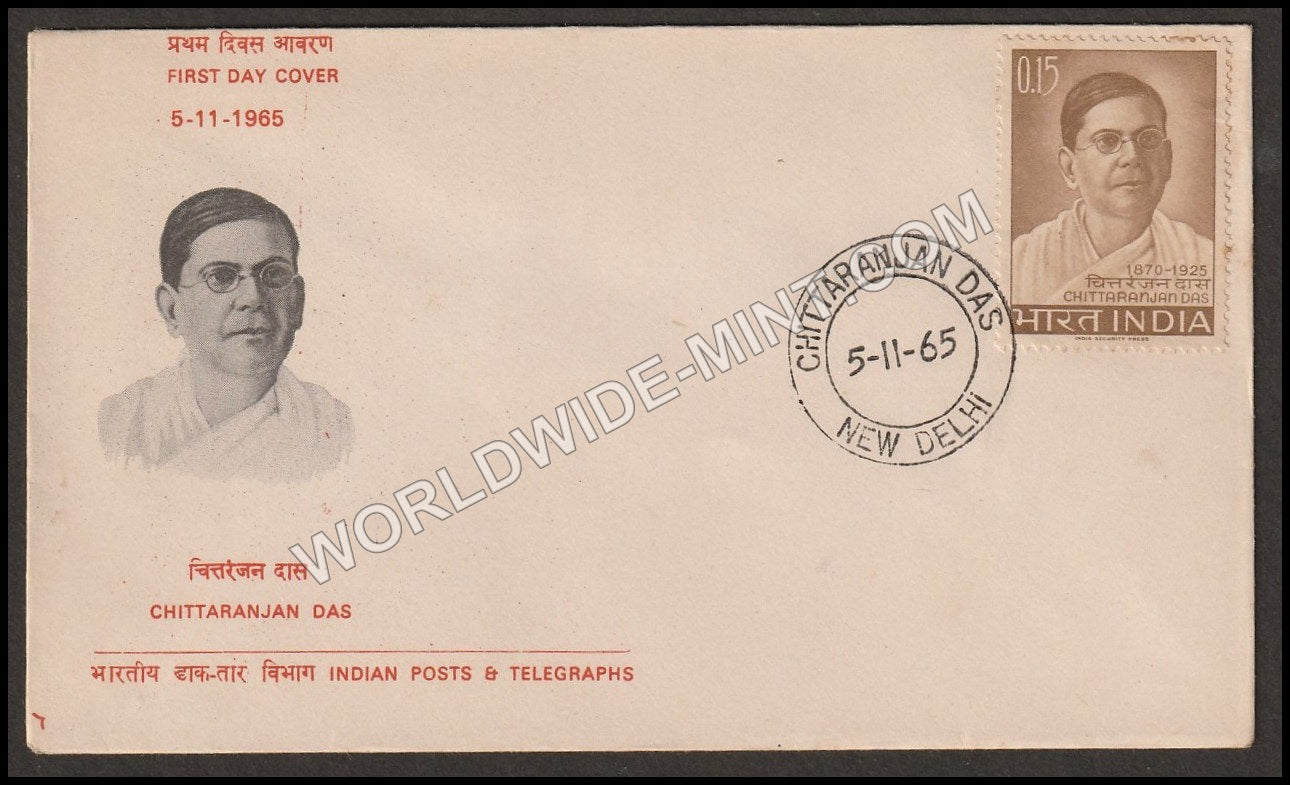 प्रथम दिवस आवरण
FIRST DAY COVER
5-11-1965
0.15
1870-1925
चित्तरंजन दास
CHITTARANJAN DAS
भारत INDIA
INDIA SECURITY PRESS
CHITTARANJAN DAS
5-11-65
NEW DELHi
WORLDWIDE-MINT.COM
चित्तरंजन दास
CHITTARANJAN DAS
भारतीय डाक-तार विभाग INDIAN POSTS & TELEGRAPHS